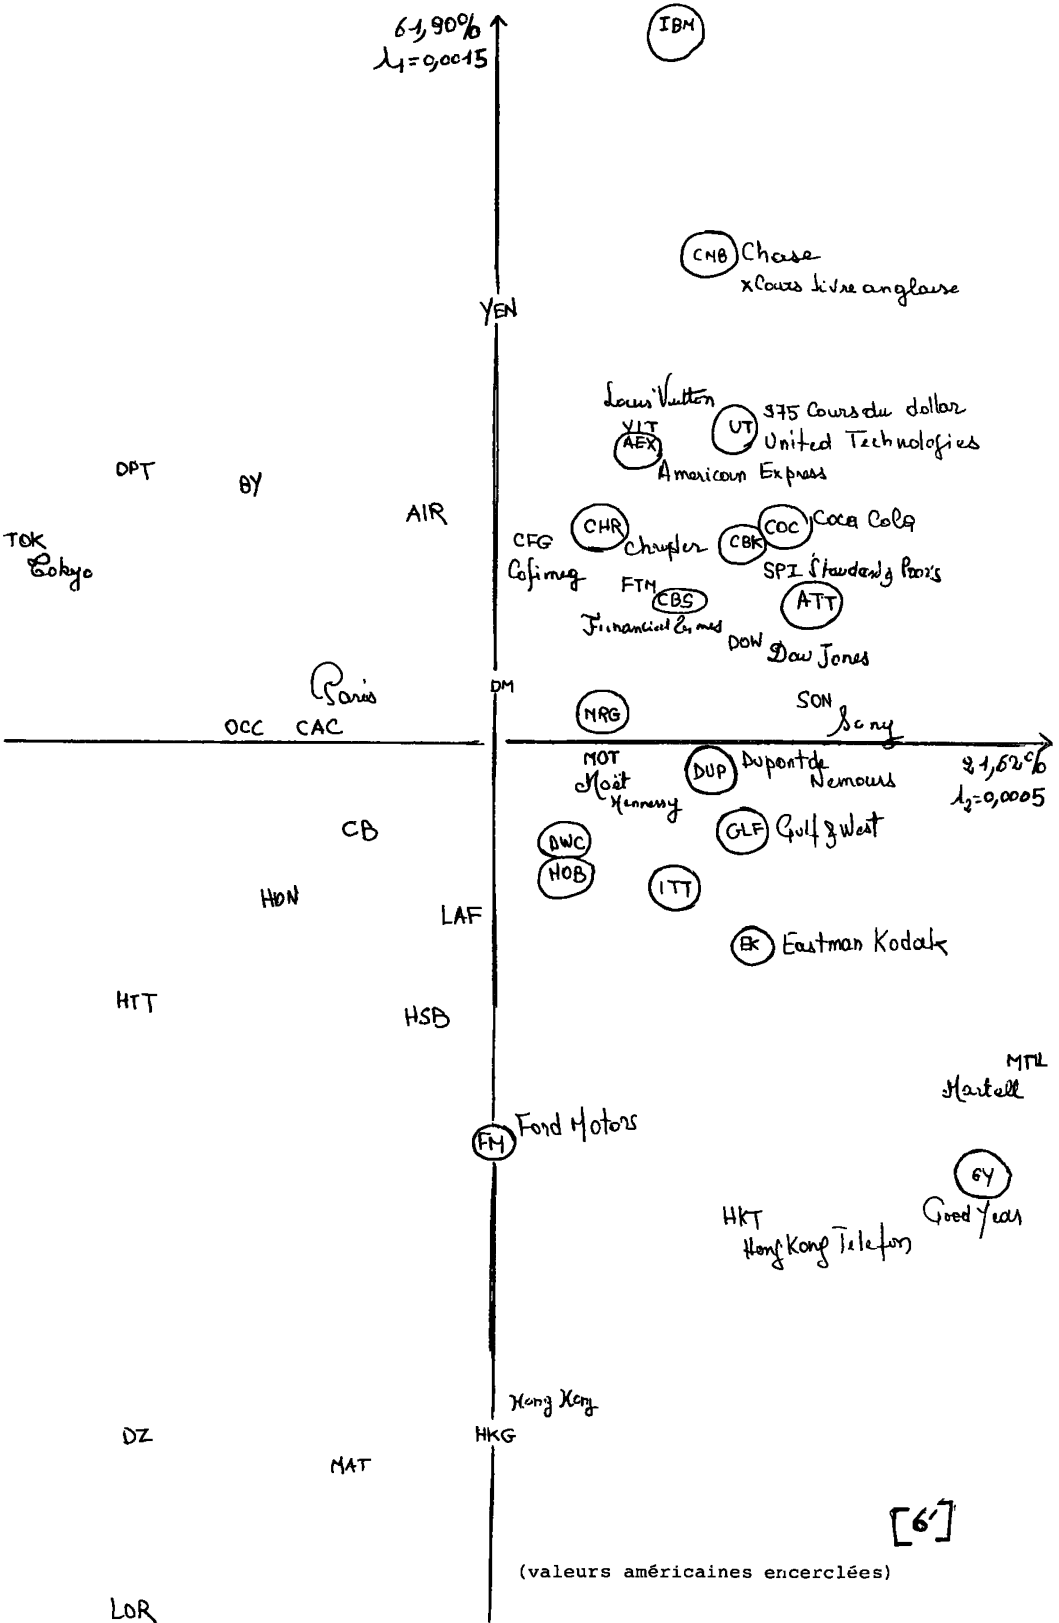 61,90%
IBM
λ1=0,0015
CNB Chase
x Cours livre anglaise
YEN
Louis Vuitton
VIT
UT
$75 Cours du dollar
AEX
United Technologies
American Express
DPT
BY
AIR
TOK
Tokyo
CFG
Cofimeg
CHR
Chrysler
CBK
COC
Coca Cola
SPI Standard & Poor's
FTM
CBS
ATT
Financial Times
DOW Dow Jones
Paris
DM
OCC
CAC
NRG
SON
Sony
21,62%
λ2=0,0005
MOT
Moët
Hennessy
DUP
Dupont de
Nemours
CB
DWC
GLF Gulf & West
MOB
ITT
HON
LAF
EK Eastman Kodak
HTT
HSB
MTL
Martell
FM Ford Motors
GY
Good Year
HKT
Hong Kong Telefon
Hong Kong
HKG
DZ
MAT
[6']
(valeurs américaines encerclées)
LOR